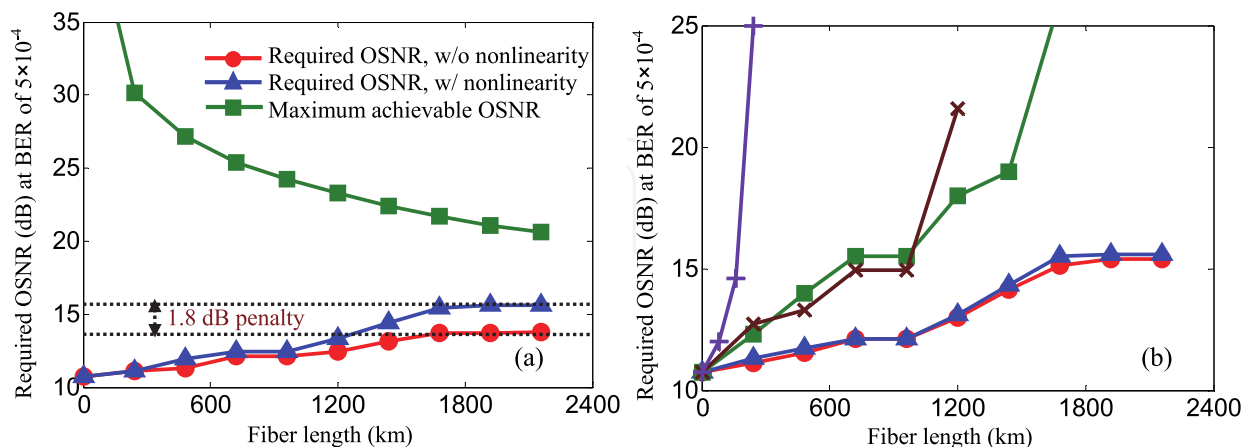 Required OSNR (dB) at BER of 5×10⁻⁴
35
30
25
20
15
10
Required OSNR, w/o nonlinearity
Required OSNR, w/ nonlinearity
Maximum achievable OSNR
1.8 dB penalty
(a)
0
600
1200
1800
2400
Fiber length (km)
Required OSNR (dB) at BER of 5×10⁻⁴
25
20
15
10
(b)
0
600
1200
1800
2400
Fiber length (km)